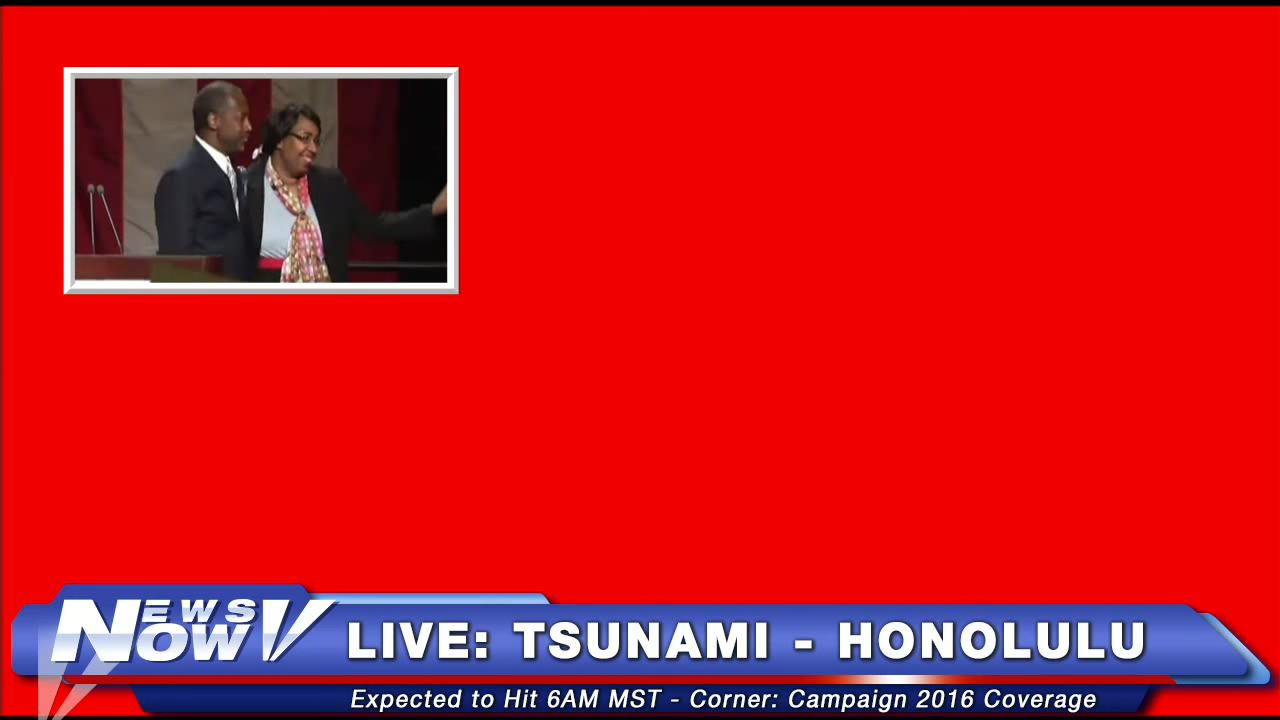 NEWS
NOW
LIVE: TSUNAMI - HONOLULU
Expected to Hit 6AM MST - Corner: Campaign 2016 Coverage